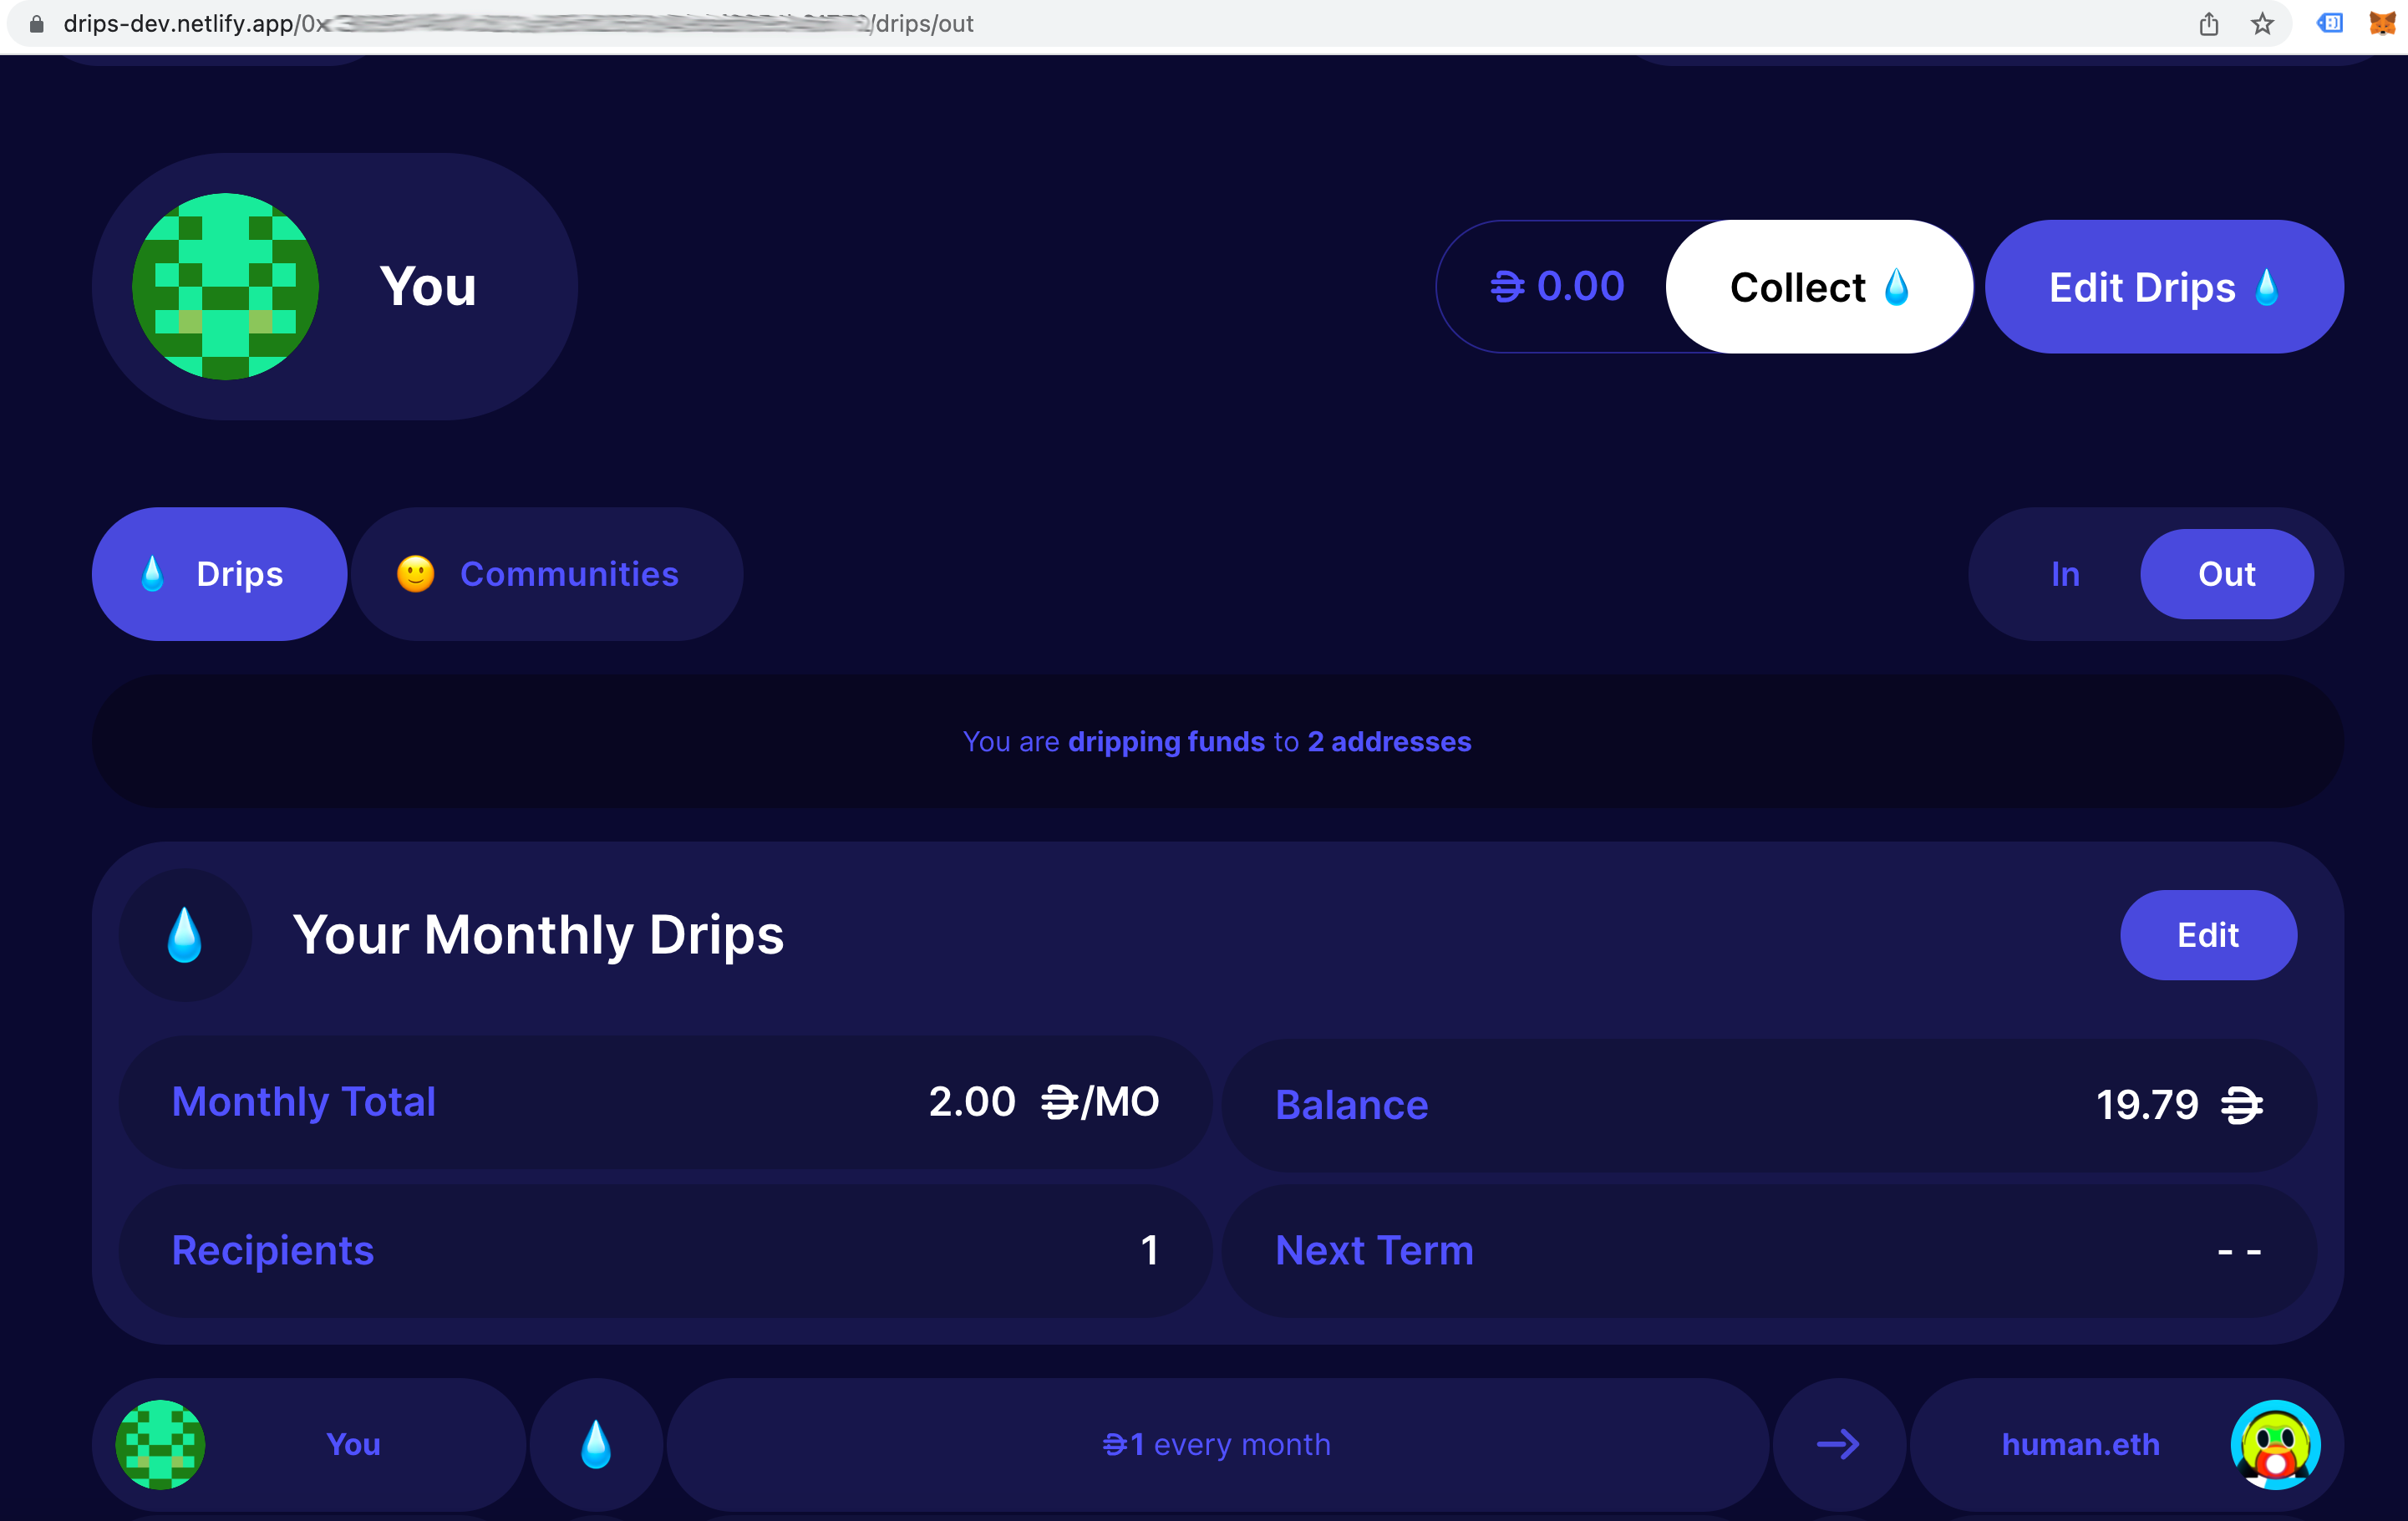 drips-dev.netlify.app/0x /drips/out
You
0.00
Collect 💧
Edit Drips 💧
💧 Drips
🙂 Communities
In
Out
You are dripping funds to 2 addresses
💧 Your Monthly Drips
Edit
Monthly Total
2.00 /MO
Balance
19.79
Recipients
1
Next Term
- -
You
💧
1 every month
→
human.eth